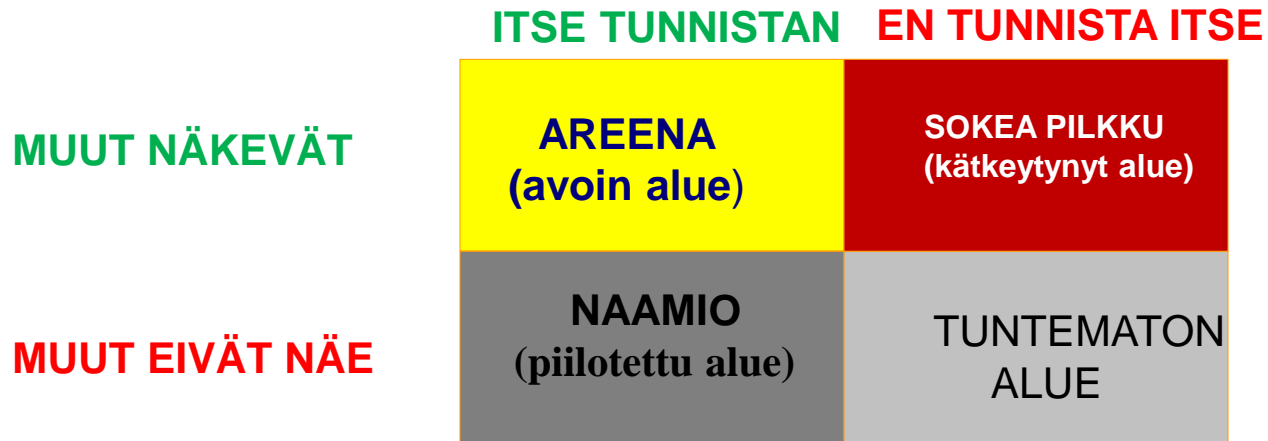 ITSE TUNNISTAN EN TUNNISTA ITSE
MUUT NÄKEVÄT
AREENA
(avoin alue)
SOKEA PILKKU
(kätkeytynyt alue)
MUUT EIVÄT NÄE
NAAMIO
(piilotettu alue)
TUNTEMATON
ALUE